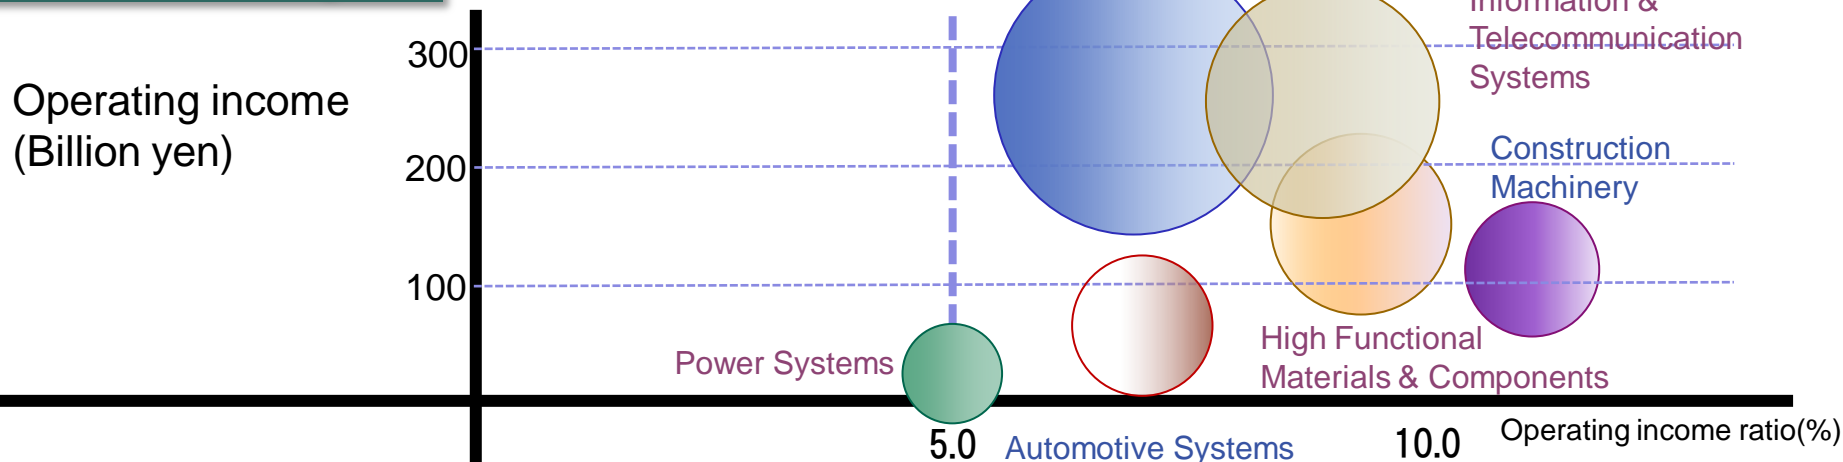 Information &
Telecommunication
Systems
300
Operating income
(Billion yen)
200
Construction
Machinery
100
Power Systems
High Functional
Materials & Components
5.0
Automotive Systems
10.0
Operating income ratio(%)